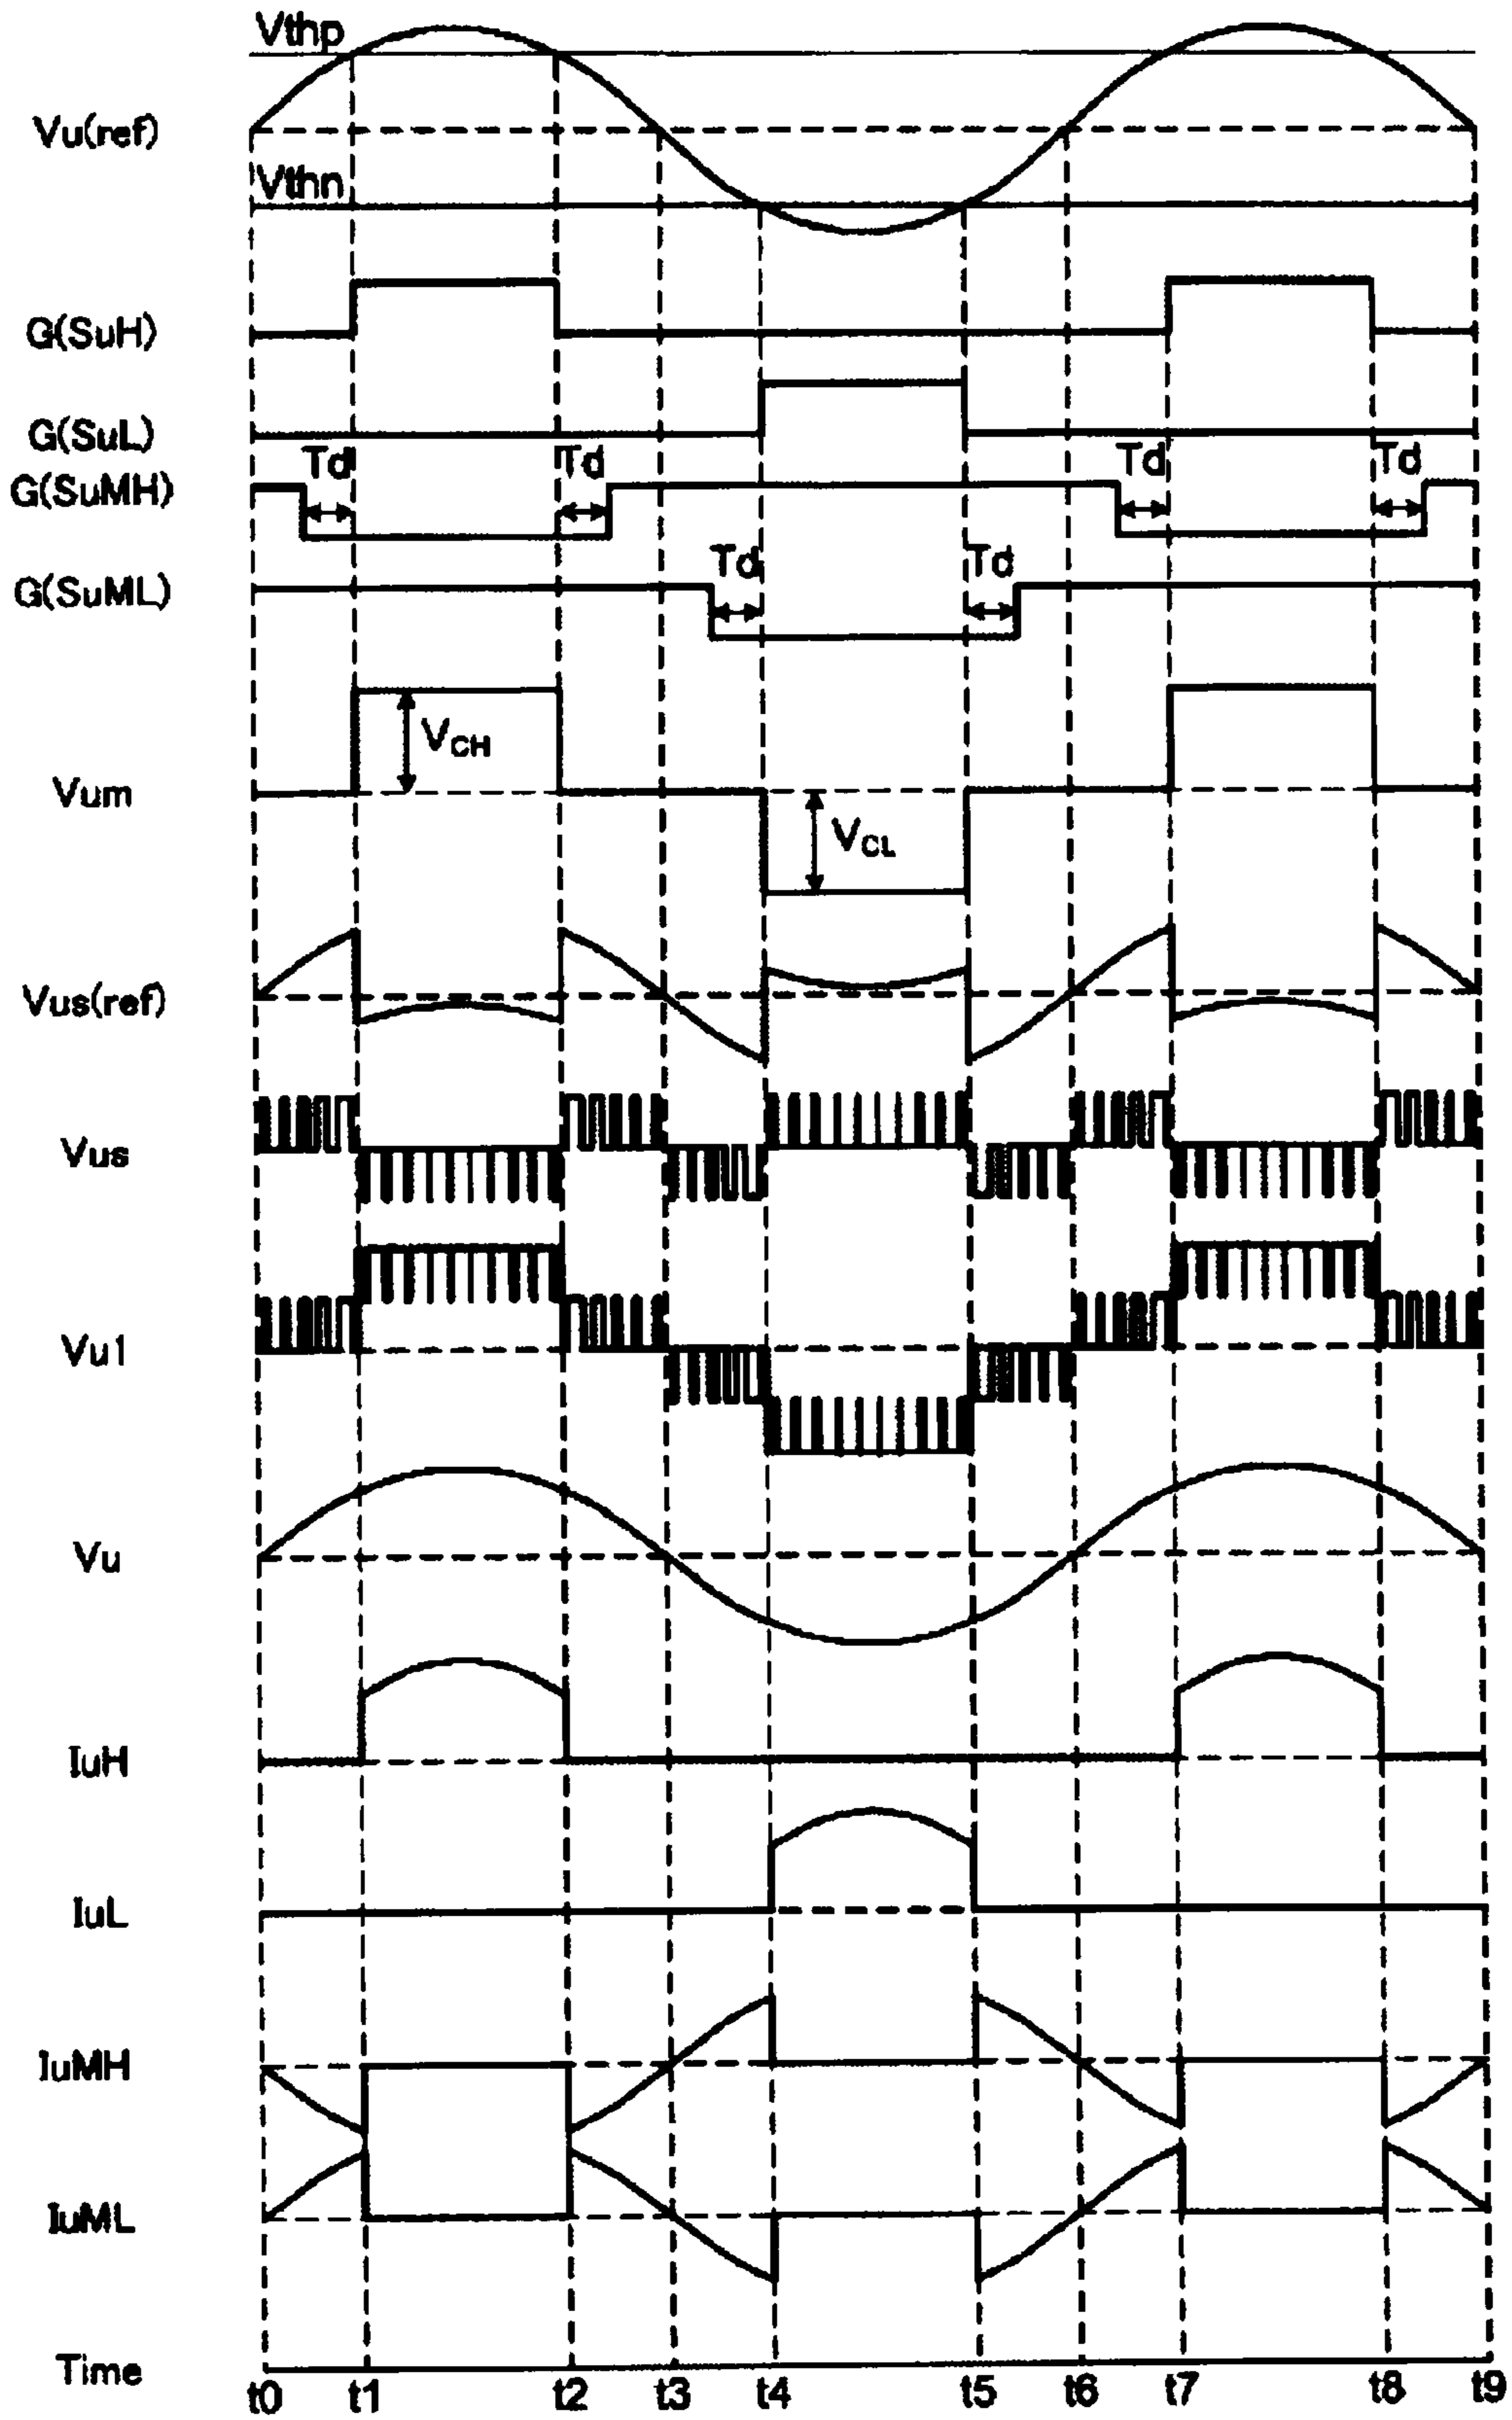 Vthp
Vu(ref)
Vthn
G(SuH)
G(SuL)
Td Td Td Td
G(SuMH)
Td Td
G(SuML)
VCH
Vum
VCL
Vus(ref)
Vus
Vu1
Vu
IuH
IuL
IuMH
IuML
Time
t0 t1 t2 t3 t4 t5 t6 t7 t8 t9